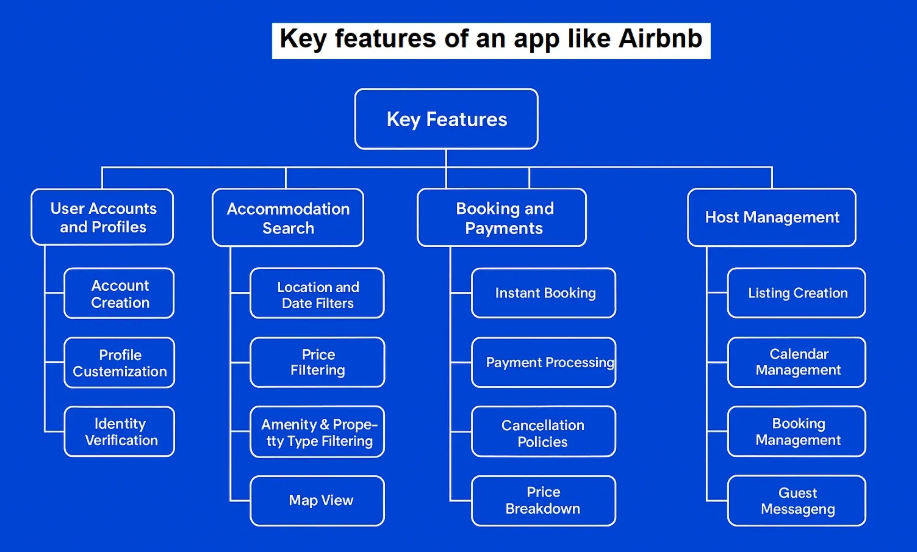 Key features of an app like Airbnb
Key Features
User Accounts
and Profiles
Account
Creation
Profile
Custemization
Identity
Verification
Accommodation
Search
Location and
Date Filters
Price
Filtering
Amenity & Prope-
tty Type Filtering
Map View
Booking and
Payments
Instant Booking
Payment Processing
Cancellation
Policies
Price
Breakdown
Host Management
Listing Creation
Calendar
Management
Booking
Management
Guest
Messageng